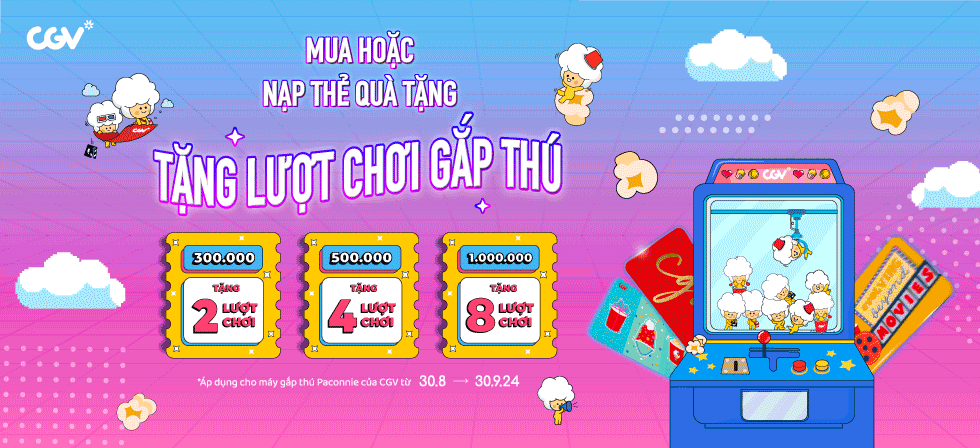 CGV*
MUA HOẶC
NẠP THẺ QUÀ TẶNG
TẶNG LƯỢT CHƠI GẮP THÚ
300.000
TẶNG
2 LƯỢT CHƠI
500.000
TẶNG
4 LƯỢT CHƠI
1.000.000
TẶNG
8 LƯỢT CHƠI
*Áp dụng cho máy gắp thú Paconnie của CGV từ 30.8 → 30.9.24
CGV*
CGV
MOVIES